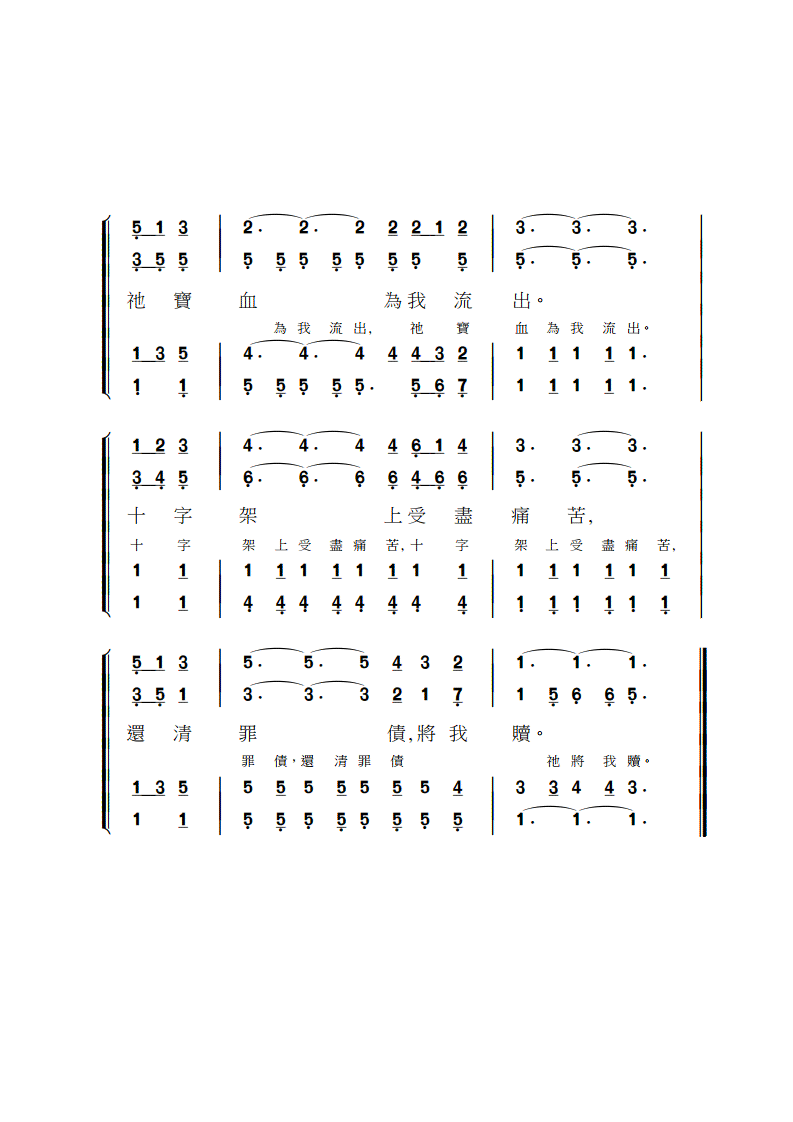 5 1 3 2. 2. 2 2 2 1 2 3. 3. 3.
3 5 5 5 5 5 5 5 5 5 5 5. 5. 5.
祂 寶 血 為我 流 出。
為 我 流 出, 祂 寶 血 為 我 流 出。
1 3 5 4. 4. 4 4 4 3 2 1 1 1 1 1.
1 1 5 5 5 5 5. 5 6 7 1 1 1 1 1.
1 2 3 4. 4. 4 4 6 1 4 3. 3. 3.
3 4 5 6. 6. 6 6 4 6 6 5. 5. 5.
十 字 架 上受 盡 痛 苦,
十 字 架 上 受 盡 痛 苦, 十 字 架 上 受 盡 痛 苦,
1 1 1 1 1 1 1 1 1 1 1 1 1 1 1 1
1 1 4 4 4 4 4 4 4 4 1 1 1 1 1 1
5 1 3 5. 5. 5 4 3 2 1. 1. 1.
3 5 1 3. 3. 3 2 1 7 1 5 6 6 5.
還 清 罪 債,將 我 贖。
罪 債,還 清 罪 債 祂 將 我 贖。
1 3 5 5 5 5 5 5 5 5 4 3 3 4 4 3.
1 1 5 5 5 5 5 5 5 5 1. 1. 1.